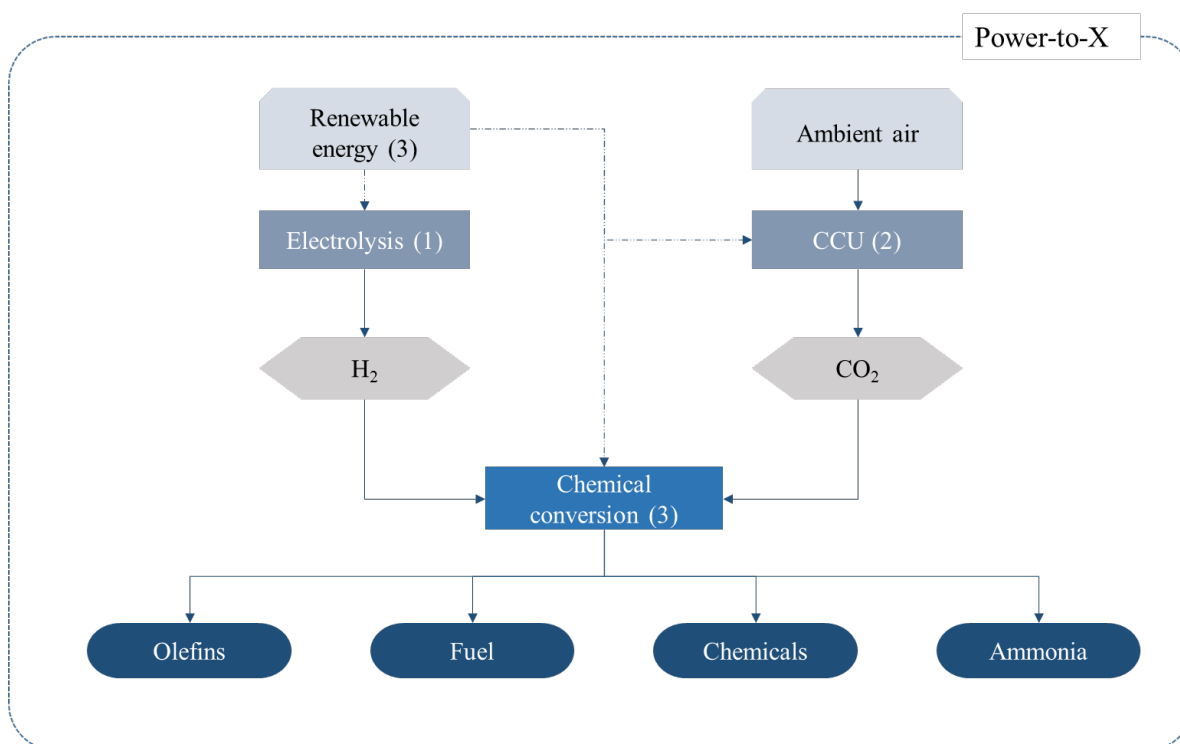 Power-to-X
Renewable
energy (3)
Ambient air
Electrolysis (1)
CCU (2)
H₂
CO₂
Chemical
conversion (3)
Olefins
Fuel
Chemicals
Ammonia